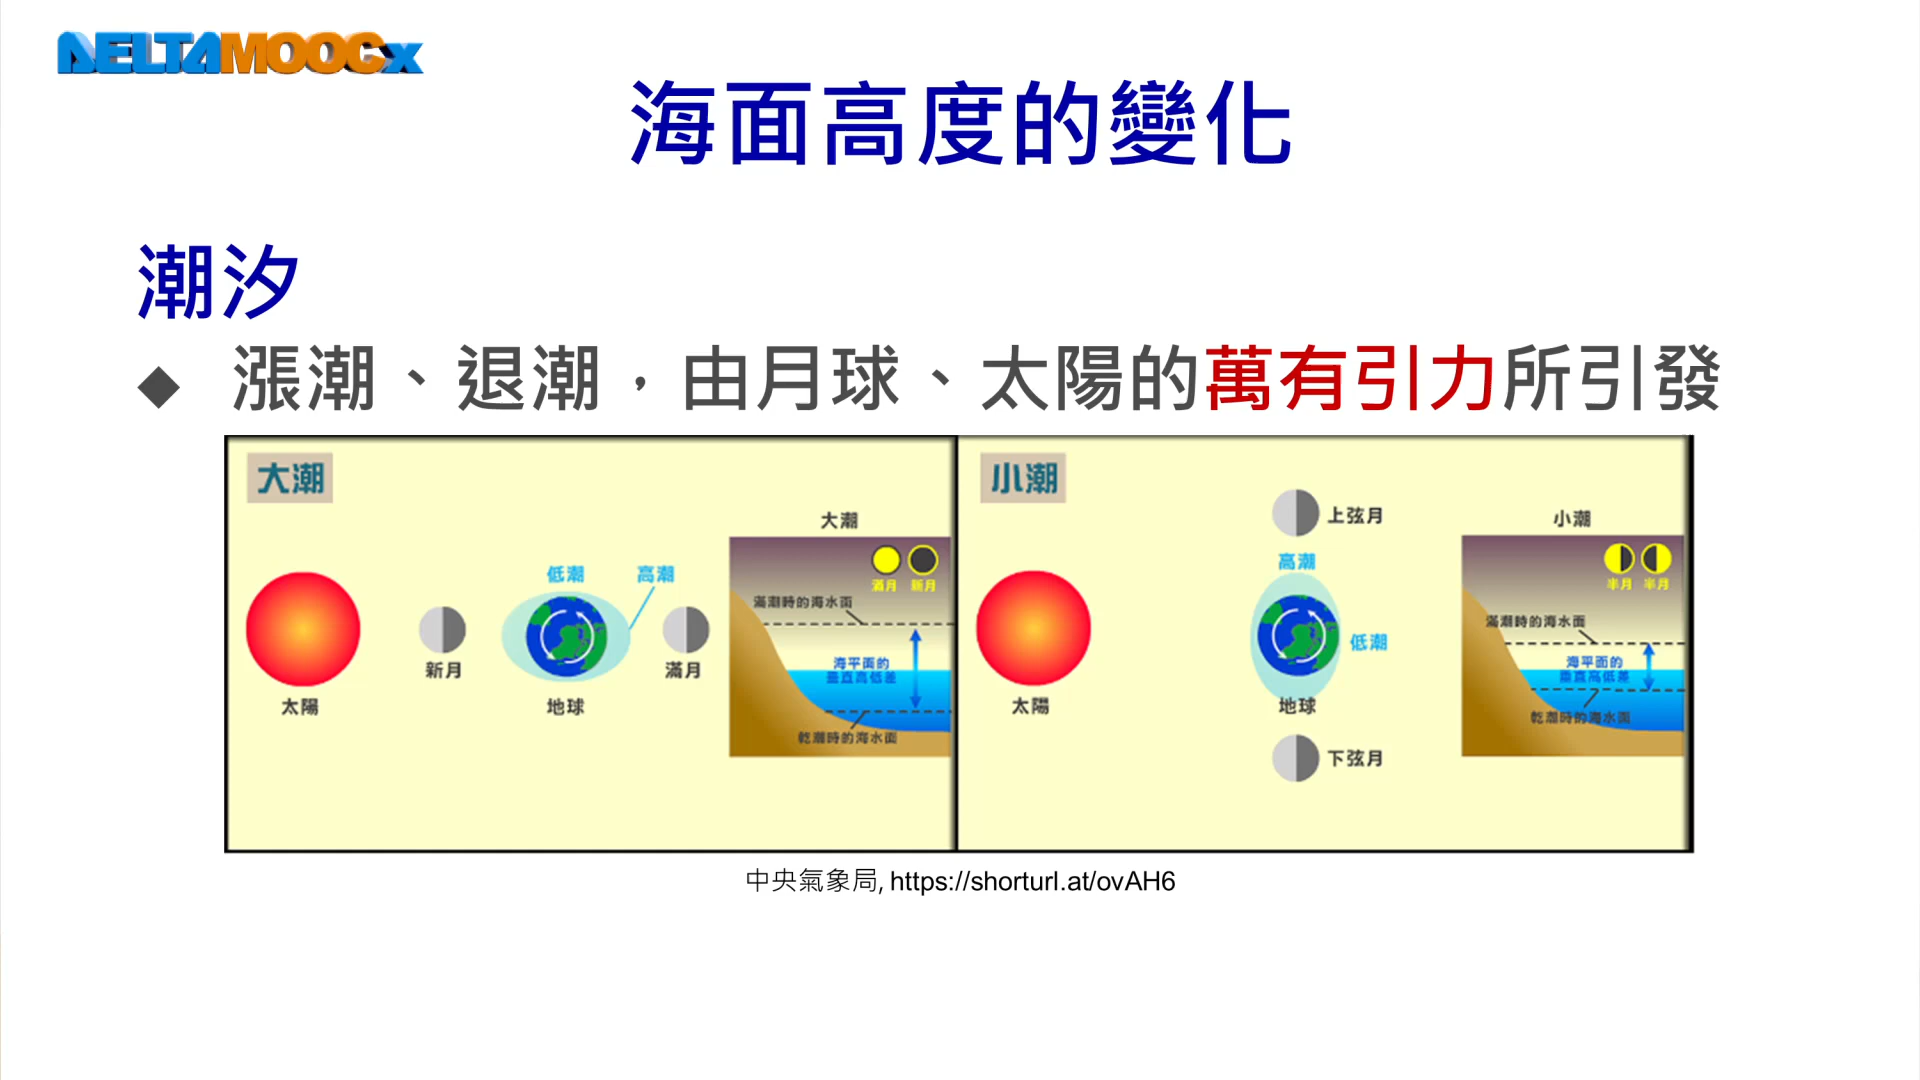 DELTAMOOCx
海面高度的變化
潮汐
◆ 漲潮、退潮，由月球、太陽的萬有引力所引發
大潮
太陽
新月
低潮
高潮
地球
滿月
大潮
滿月 新月
滿潮時的海水面
海平面的
垂直高低差
乾潮時的海水面
小潮
太陽
上弦月
高潮
低潮
地球
下弦月
小潮
半月 半月
滿潮時的海水面
海平面的
垂直高低差
乾潮時的海水面
中央氣象局, https://shorturl.at/ovAH6